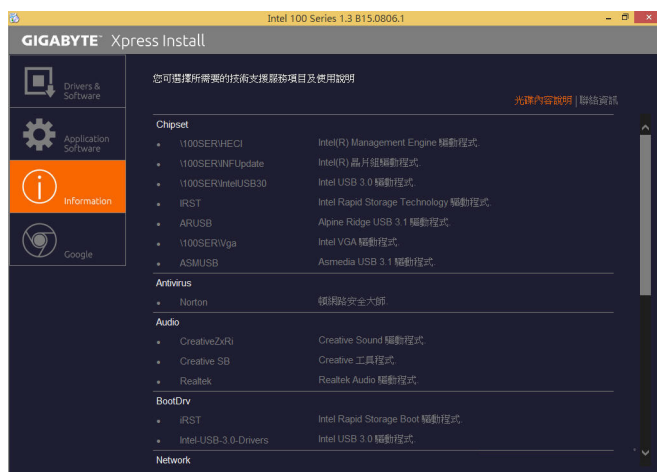 Intel 100 Series 1.3 B15.0806.1
GIGABYTE™ Xpress Install
Drivers &
Software
Application
Software
Information
Google
您可選擇所需要的技術支援服務項目及使用說明
光碟內容說明 | 聯絡資訊
Chipset
\100SER\HECI Intel(R) Management Engine 驅動程式.
\100SER\INFUpdate Intel(R) 晶片組驅動程式.
\100SER\IntelUSB30 Intel USB 3.0 驅動程式.
IRST Intel Rapid Storage Technology 驅動程式.
ARUSB Alpine Ridge USB 3.1 驅動程式.
\100SER\Vga Intel VGA 驅動程式.
ASMUSB Asmedia USB 3.1 驅動程式.
Antivirus
Norton 網路安全大師.
Audio
CreativeZxRi Creative Sound 驅動程式.
Creative SB Creative 工具程式.
Realtek Realtek Audio 驅動程式.
BootDrv
iRST Intel Rapid Storage Boot 驅動程式.
Intel-USB-3.0-Drivers Intel USB 3.0 驅動程式.
Network